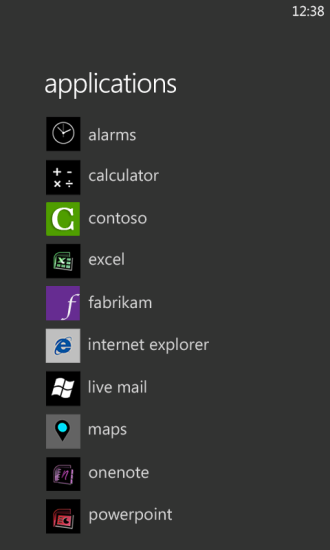 12:38
applications
alarms
calculator
C contoso
excel
f fabrikam
internet explorer
live mail
maps
onenote
powerpoint